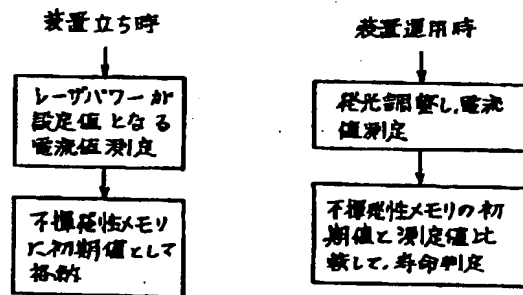 装置立ち時
レーザパワーが
設定値となる
電流値測定
不揮発性メモリ
に初期値として
格納
装置運用時
発光調整し、電流
値測定
不揮発性メモリの初
期値と測定値比
較して、寿命判定